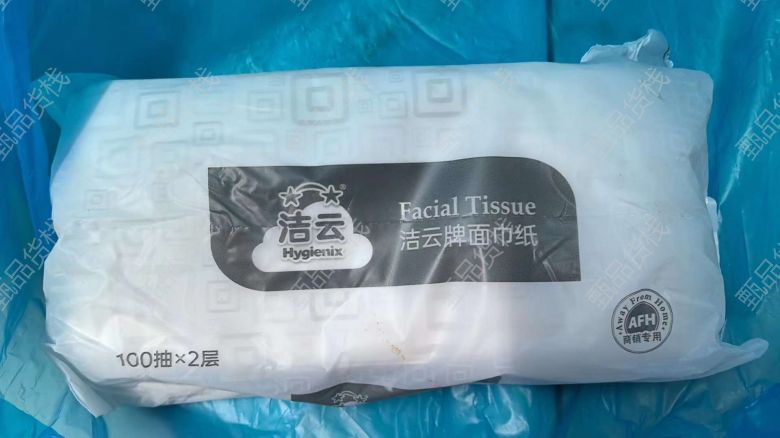 洁云
Hygienix
Facial Tissue
洁云牌面巾纸
100抽×2层
Away From Home
AFH
商销专用
甄品货栈